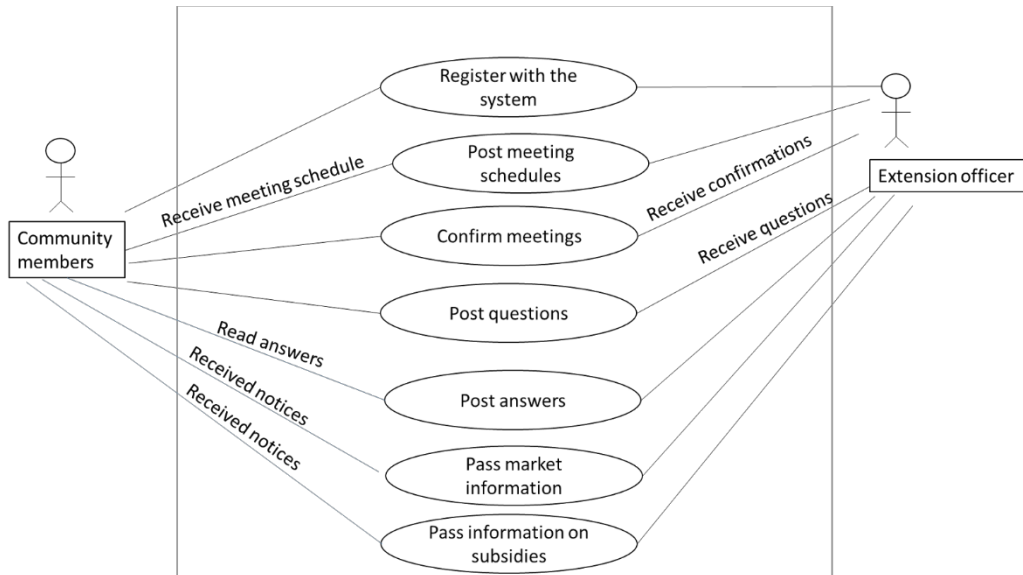 Register with the
system
Receive meeting schedule
Post meeting
schedules
Receive confirmations
Extension officer
Community
members
Confirm meetings
Receive questions
Post questions
Read answers
Received notices
Received notices
Post answers
Pass market
information
Pass information on
subsidies